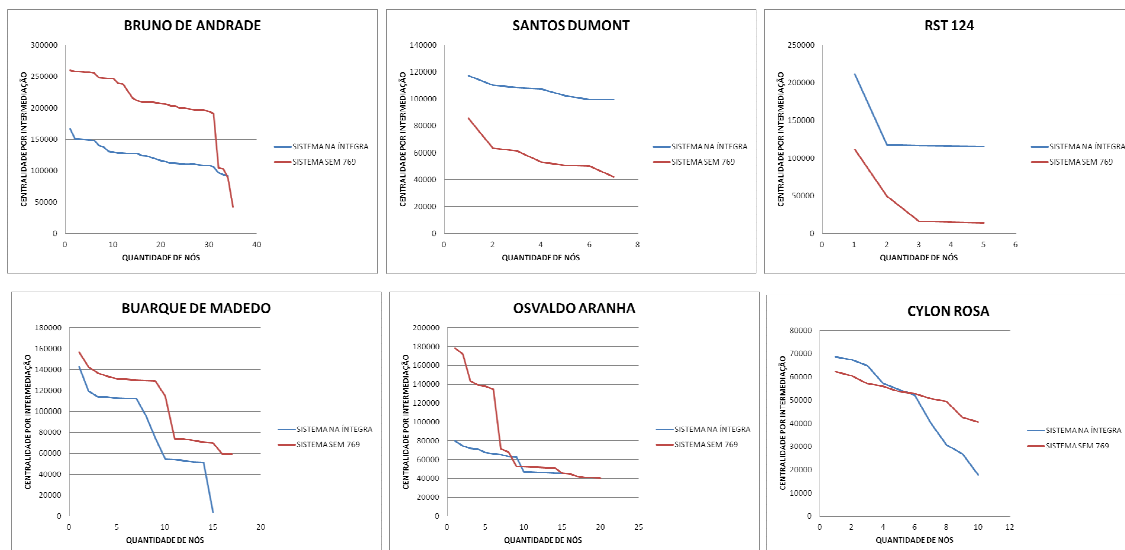 BRUNO DE ANDRADE
CENTRALIDADE POR INTERMEDIAÇÃO
300000
250000
200000
150000
100000
50000
0
0 10 20 30 40
QUANTIDADE DE NÓS
SISTEMA NA ÍNTEGRA
SISTEMA SEM 769
SANTOS DUMONT
CENTRALIDADE POR INTERMEDIAÇÃO
140000
120000
100000
80000
60000
40000
20000
0
0 2 4 6 8
QUANTIDADE DE NÓS
SISTEMA NA ÍNTEGRA
SISTEMA SEM 769
RST 124
CENTRALIDADE POR INTERMEDIAÇÃO
250000
200000
150000
100000
50000
0
0 1 2 3 4 5 6
QUANTIDADE DE NÓS
SISTEMA NA ÍNTEGRA
SISTEMA SEM 769
BUARQUE DE MADEDO
CENTRALIDADE POR INTERMEDIAÇÃO
180000
160000
140000
120000
100000
80000
60000
40000
20000
0
0 5 10 15 20
QUANTIDADE DE NÓS
SISTEMA NA ÍNTEGRA
SISTEMA SEM 769
OSVALDO ARANHA
CENTRALIDADE POR INTERMEDIAÇÃO
200000
180000
160000
140000
120000
100000
80000
60000
40000
20000
0
0 5 10 15 20 25
QUANTIDADE DE NÓS
SISTEMA NA ÍNTEGRA
SISTEMA SEM 769
CYLON ROSA
CENTRALIDADE POR INTERMEDIAÇÃO
80000
70000
60000
50000
40000
30000
20000
10000
0
0 2 4 6 8 10 12
QUANTIDADE DE NÓS
SISTEMA NA ÍNTEGRA
SISTEMA SEM 769